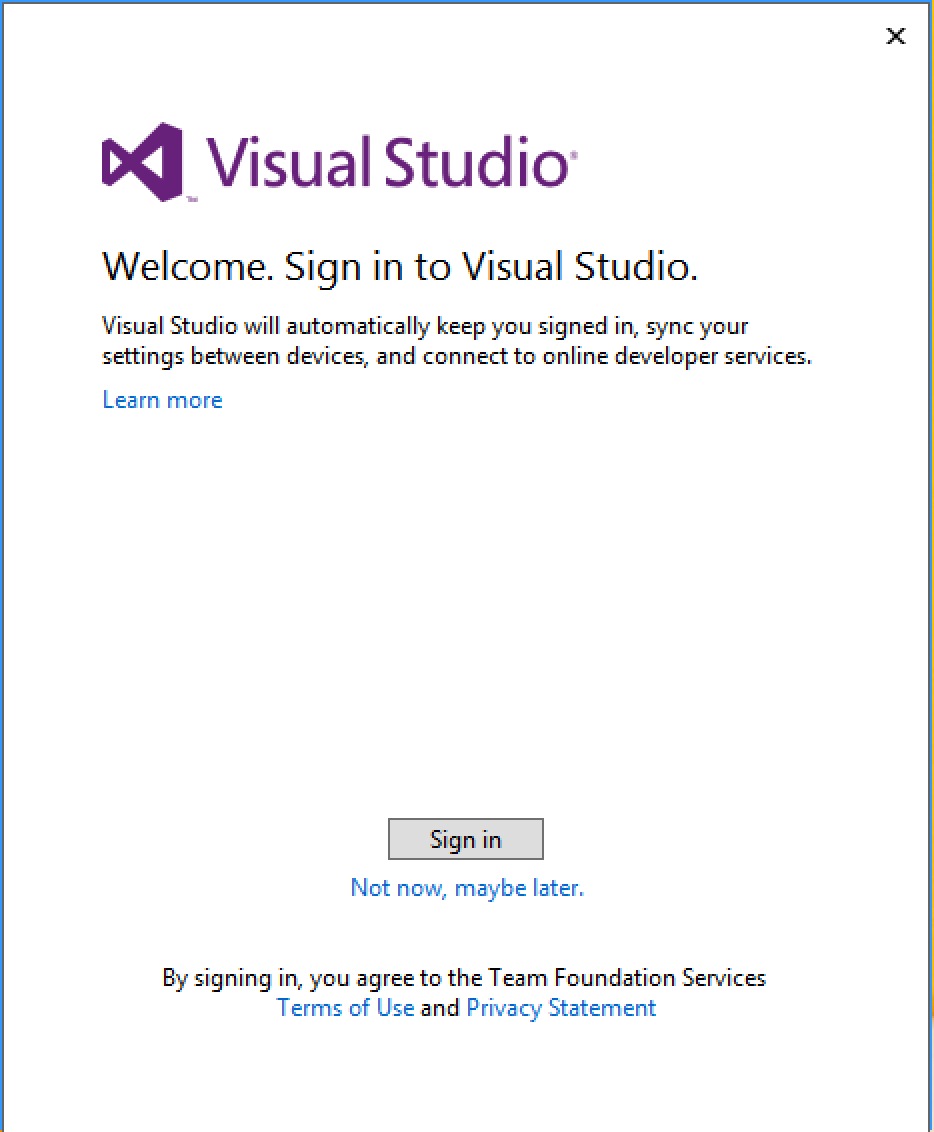 Visual Studio®
™
Welcome. Sign in to Visual Studio.
Visual Studio will automatically keep you signed in, sync your
settings between devices, and connect to online developer services.
Learn more
Sign in
Not now, maybe later.
By signing in, you agree to the Team Foundation Services
Terms of Use and Privacy Statement